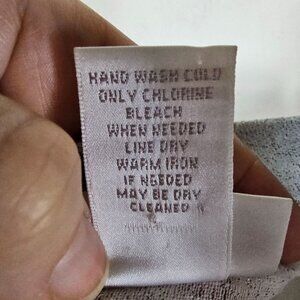 HAND WASH COLD
ONLY CHLORINE
BLEACH
WHEN NEEDED
LINE DRY
WARM IRON
IF NEEDED
MAY BE DRY
CLEANED